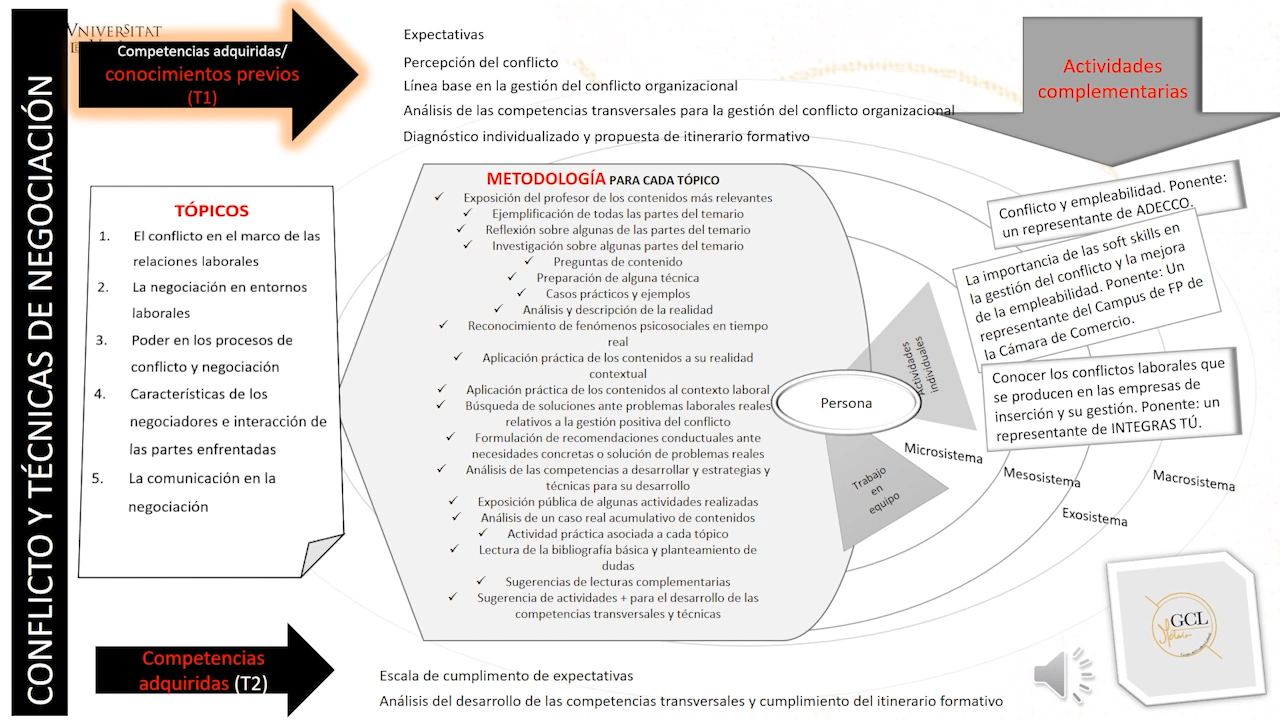 CONFLICTO Y TÉCNICAS DE NEGOCIACIÓN
VNIVERSITAT
Competencias adquiridas/
conocimientos previos
(T1)
Expectativas
Percepción del conflicto
Línea base en la gestión del conflicto organizacional
Análisis de las competencias transversales para la gestión del conflicto organizacional
Diagnóstico individualizado y propuesta de itinerario formativo
Actividades
complementarias
TÓPICOS
1. El conflicto en el marco de las
relaciones laborales
2. La negociación en entornos
laborales
3. Poder en los procesos de
conflicto y negociación
4. Características de los
negociadores e interacción de
las partes enfrentadas
5. La comunicación en la
negociación
METODOLOGÍA PARA CADA TÓPICO
✓ Exposición del profesor de los contenidos más relevantes
✓ Ejemplificación de todas las partes del temario
✓ Reflexión sobre algunas de las partes del temario
✓ Investigación sobre algunas partes del temario
✓ Preguntas de contenido
✓ Preparación de alguna técnica
✓ Casos prácticos y ejemplos
✓ Análisis y descripción de la realidad
✓ Reconocimiento de fenómenos psicosociales en tiempo
real
✓ Aplicación práctica de los contenidos a su realidad
contextual
✓ Aplicación práctica de los contenidos al contexto laboral
✓ Búsqueda de soluciones ante problemas laborales reales
relativos a la gestión positiva del conflicto
✓ Formulación de recomendaciones conductuales ante
necesidades concretas o solución de problemas reales
✓ Análisis de las competencias a desarrollar y estrategias y
técnicas para su desarrollo
✓ Exposición pública de algunas actividades realizadas
✓ Análisis de un caso real acumulativo de contenidos
✓ Actividad práctica asociada a cada tópico
✓ Lectura de la bibliografía básica y planteamiento de
dudas
✓ Sugerencias de lecturas complementarias
✓ Sugerencia de actividades + para el desarrollo de las
competencias transversales y técnicas
Actividades
individuales
Persona
Trabajo
en
equipo
Microsistema
Mesosistema
Exosistema
Macrosistema
Conflicto y empleabilidad. Ponente:
un representante de ADECCO.
La importancia de las soft skills en
la gestión del conflicto y la mejora
de la empleabilidad. Ponente: Un
representante del Campus de FP de
la Cámara de Comercio.
Conocer los conflictos laborales que
se producen en las empresas de
inserción y su gestión. Ponente: un
representante de INTEGRAS TÚ.
GCL
Competencias
adquiridas (T2)
Escala de cumplimento de expectativas
Análisis del desarrollo de las competencias transversales y cumplimiento del itinerario formativo